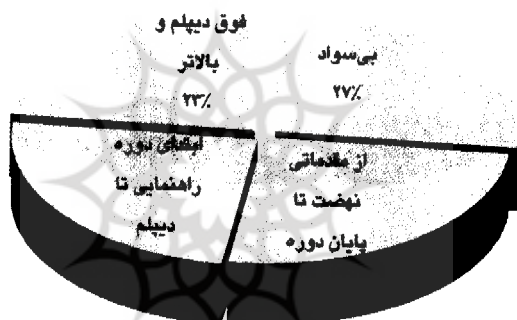 فوق دیپلم و
بالاتر
۲۳٪
بی‌سواد
۲۷٪
ابتدای دوره
راهنمایی تا
دیپلم
از مقدماتی
نهضت تا
پایان دوره